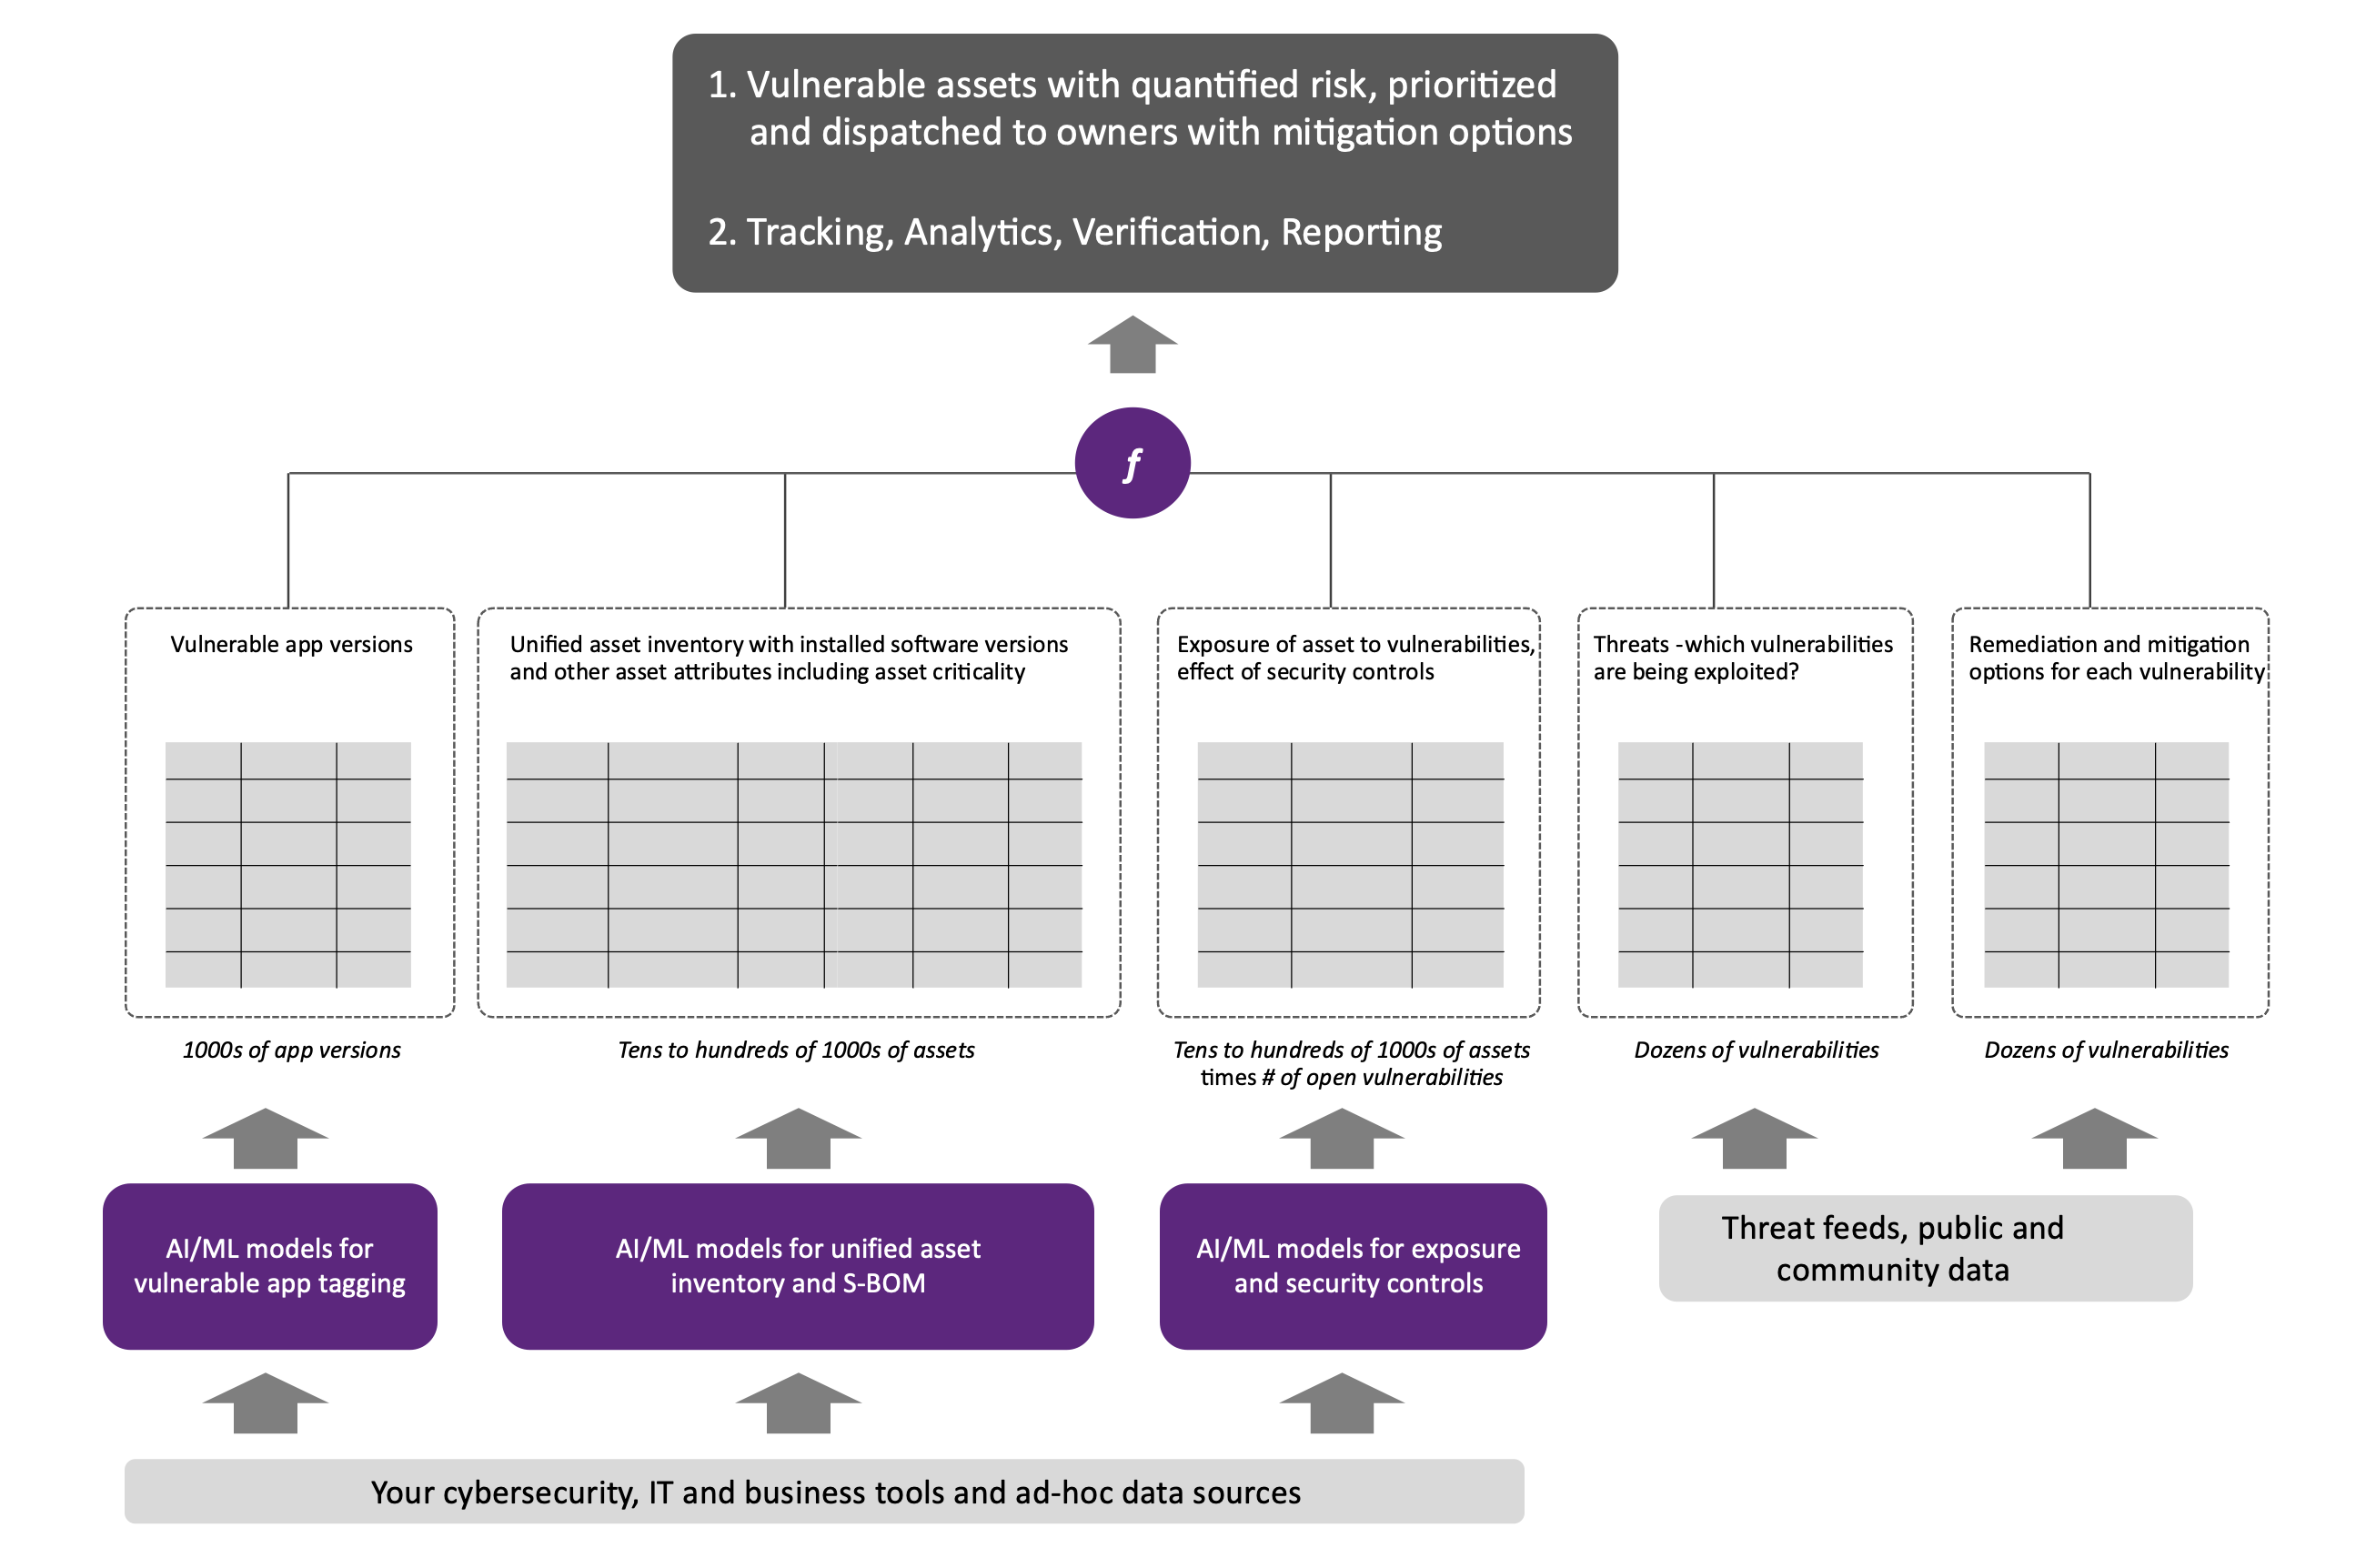 1. Vulnerable assets with quantified risk, prioritized
and dispatched to owners with mitigation options
2. Tracking, Analytics, Verification, Reporting
f
Vulnerable app versions
Unified asset inventory with installed software versions
and other asset attributes including asset criticality
Exposure of asset to vulnerabilities,
effect of security controls
Threats -which vulnerabilities
are being exploited?
Remediation and mitigation
options for each vulnerability
1000s of app versions
Tens to hundreds of 1000s of assets
Tens to hundreds of 1000s of assets
times # of open vulnerabilities
Dozens of vulnerabilities
Dozens of vulnerabilities
AI/ML models for
vulnerable app tagging
AI/ML models for unified asset
inventory and S-BOM
AI/ML models for exposure
and security controls
Threat feeds, public and
community data
Your cybersecurity, IT and business tools and ad-hoc data sources